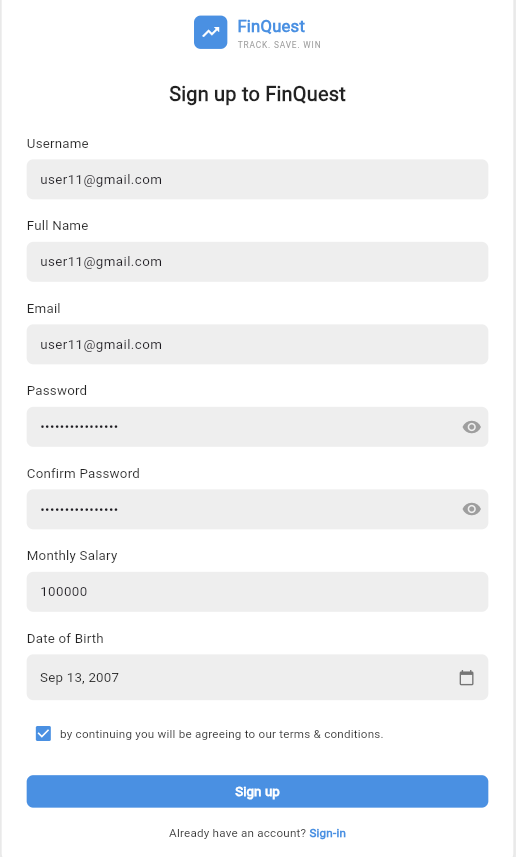 FinQuest
TRACK. SAVE. WIN
Sign up to FinQuest
Username
user11@gmail.com
Full Name
user11@gmail.com
Email
user11@gmail.com
Password
••••••••••••••••
Confirm Password
••••••••••••••••
Monthly Salary
100000
Date of Birth
Sep 13, 2007
by continuing you will be agreeing to our terms & conditions.
Sign up
Already have an account? Sign-in